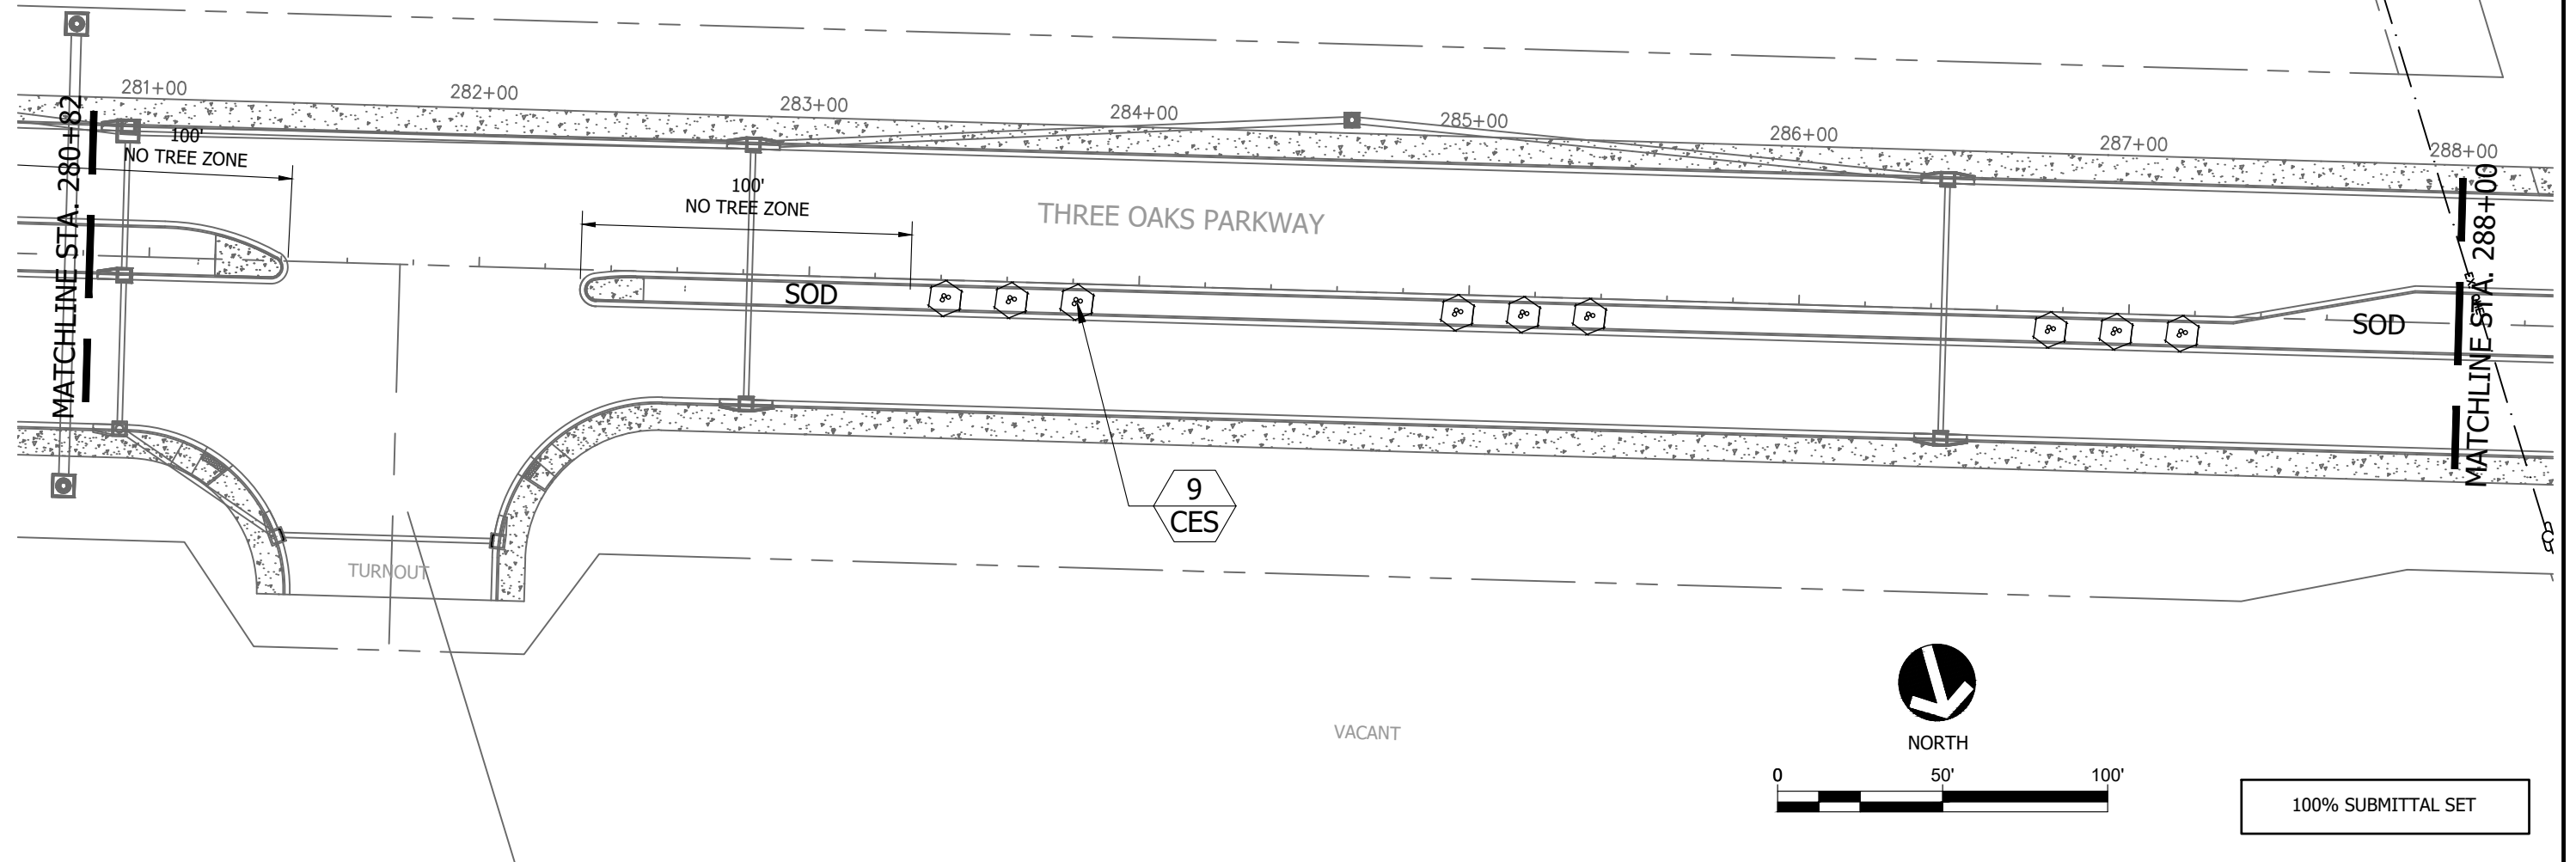 281+00
282+00
283+00
284+00
285+00
286+00
287+00
288+00
MATCHLINE STA. 280+82
100'
NO TREE ZONE
100'
NO TREE ZONE
THREE OAKS PARKWAY
SOD
SOD
MATCHLINE STA. 288+00
9
CES
TURNOUT
VACANT
NORTH
0 50' 100'
100% SUBMITTAL SET